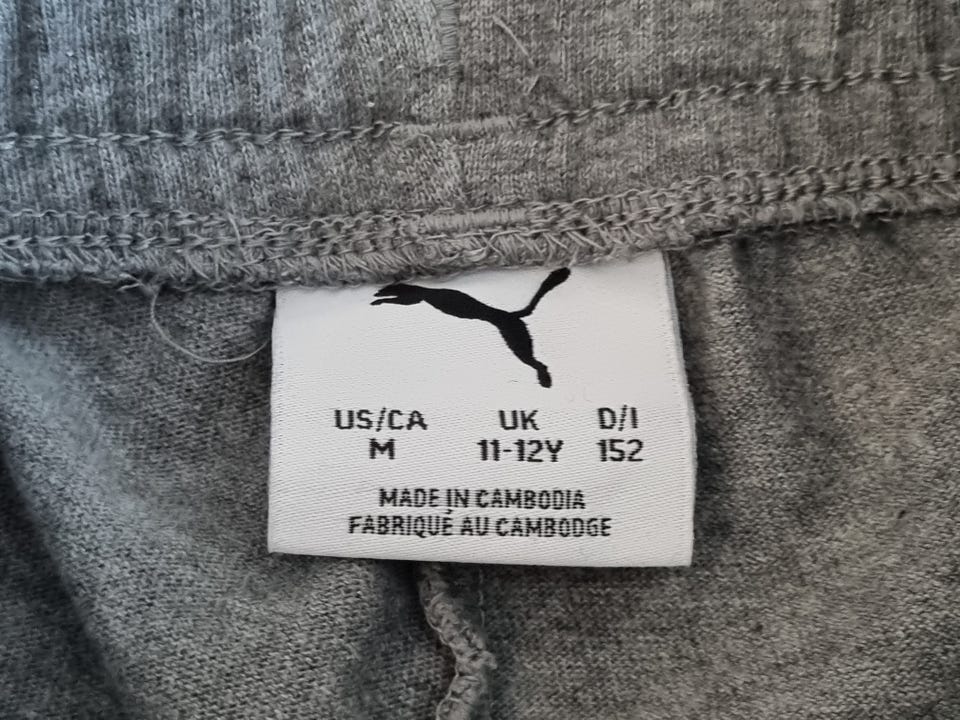 US/CA UK D/I
M 11-12Y 152
MADE IN CAMBODIA
FABRIQUÉ AU CAMBODGE